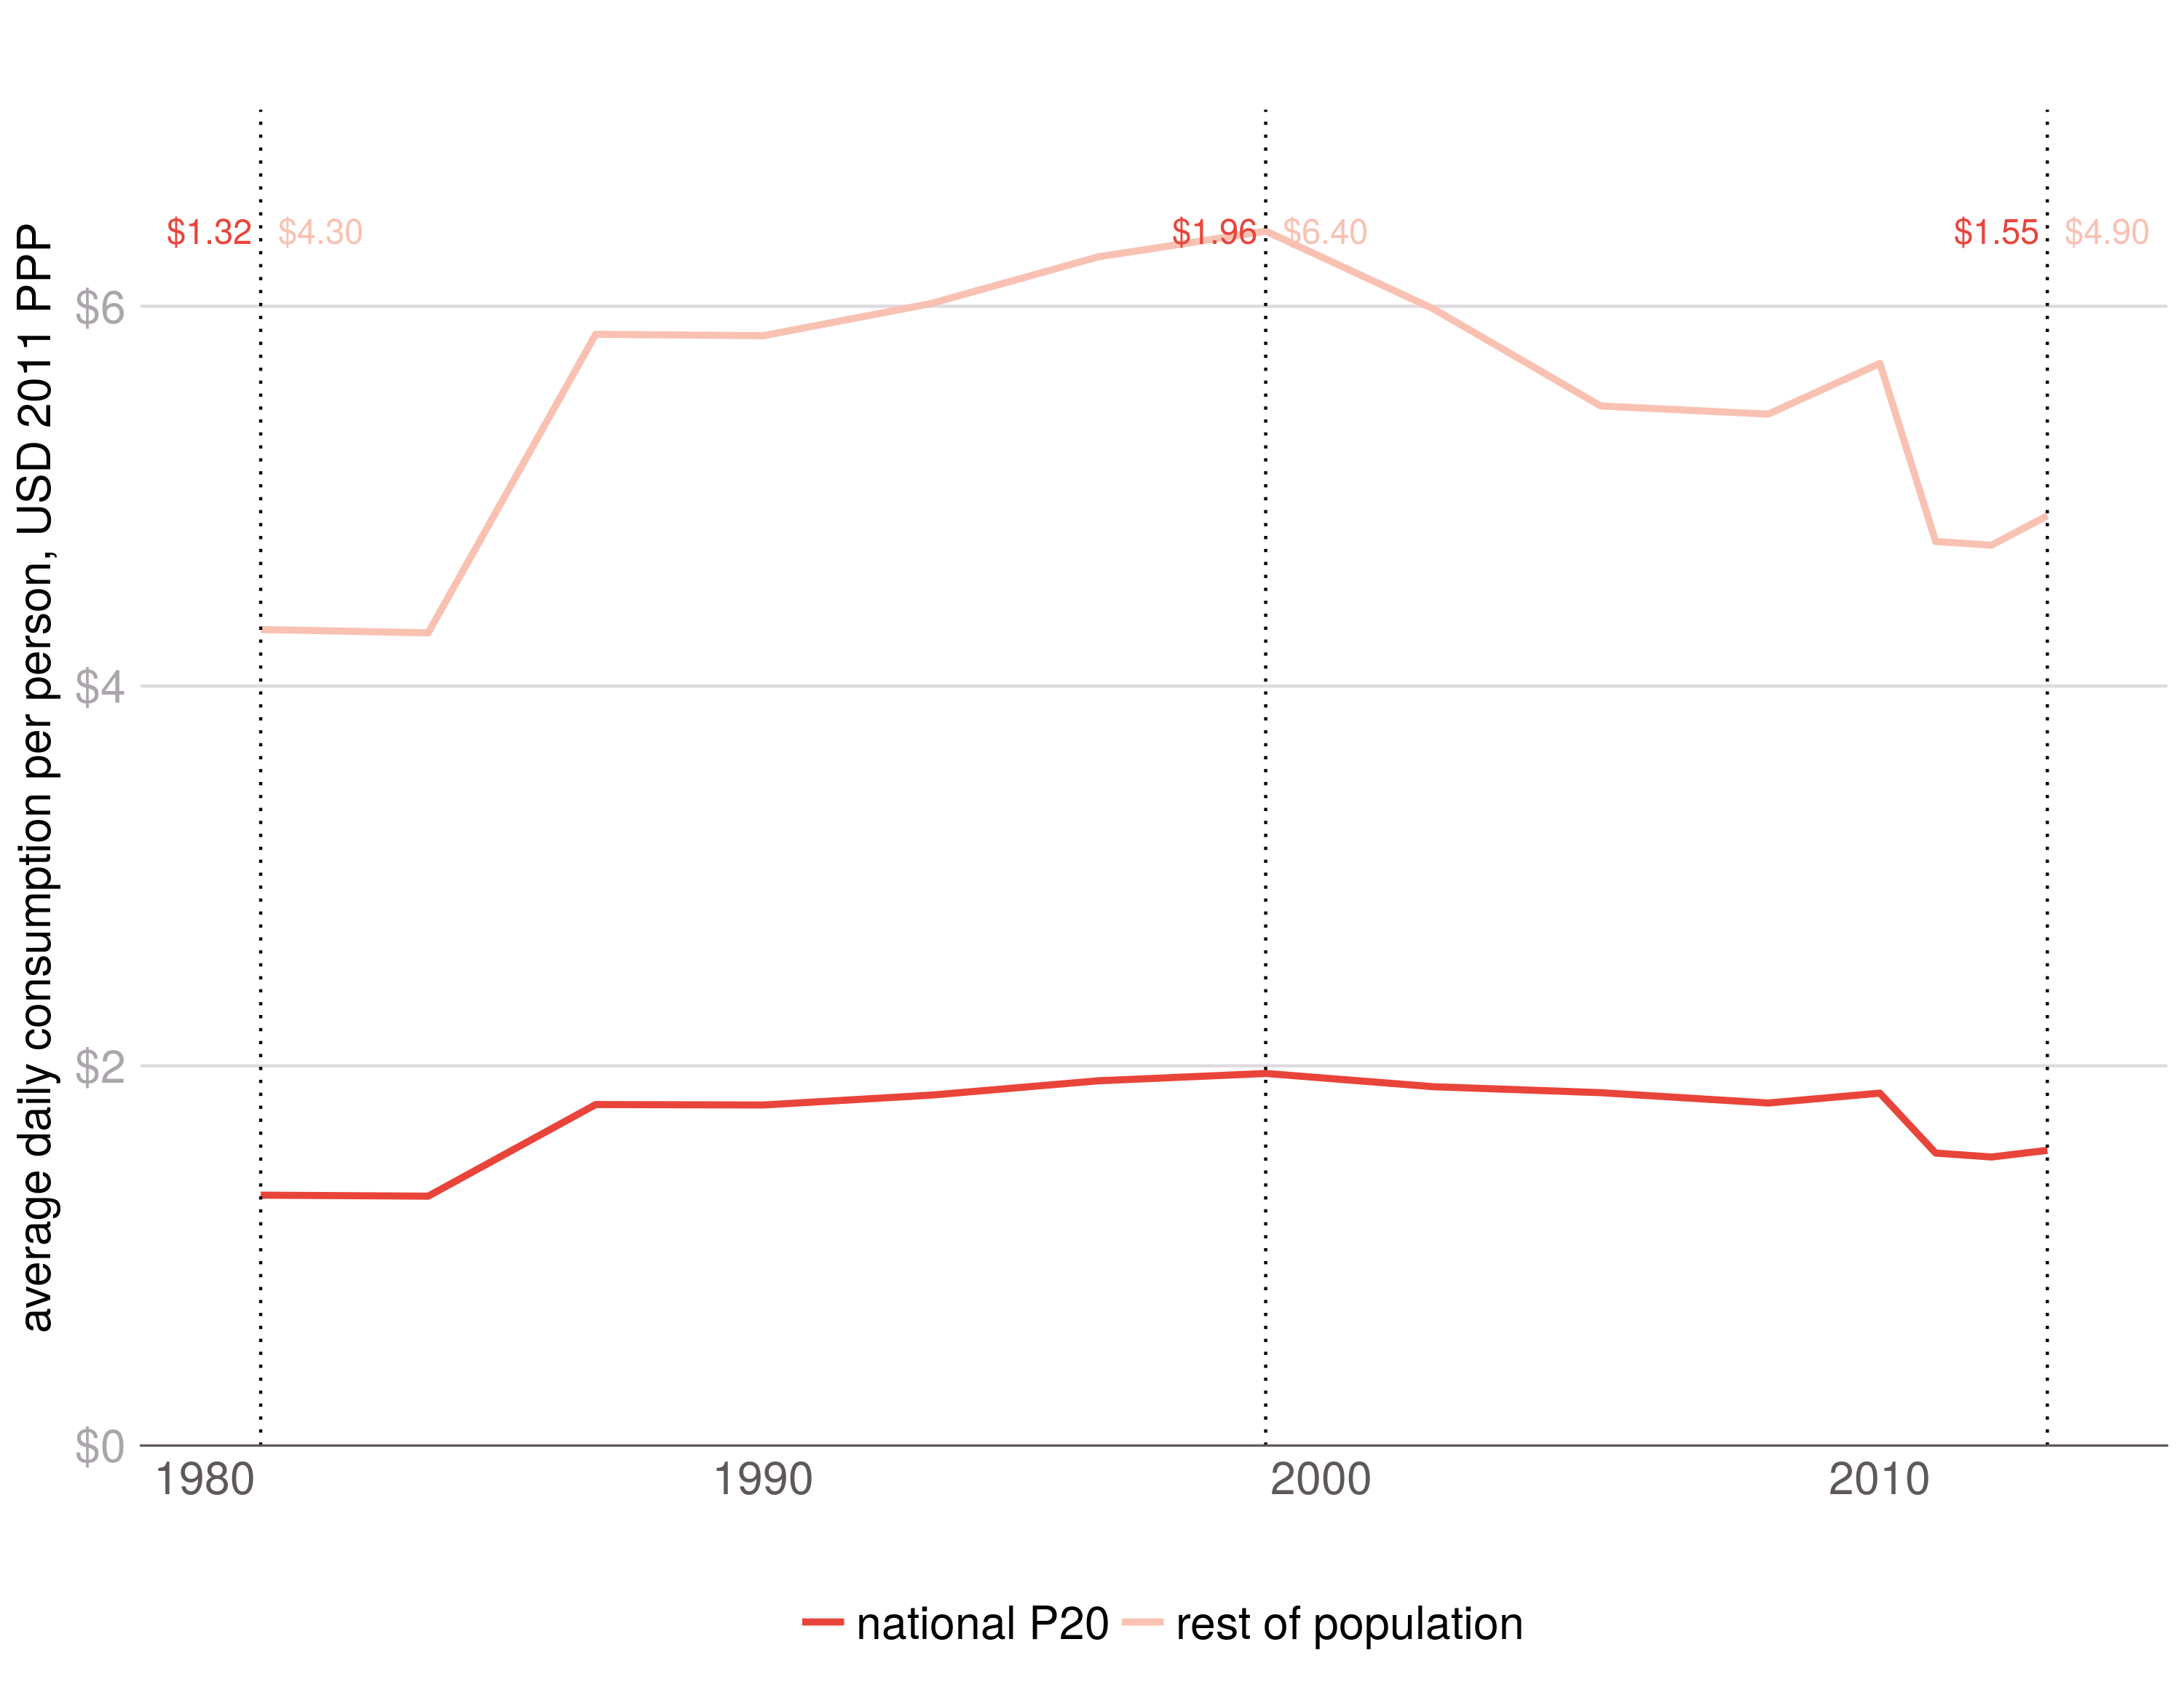 average daily consumption per person, USD 2011 PPP
$1.32 $4.30 $1.96 $6.40 $1.55 $4.90
$6
$4
$2
$0
1980 1990 2000 2010
national P20 rest of population